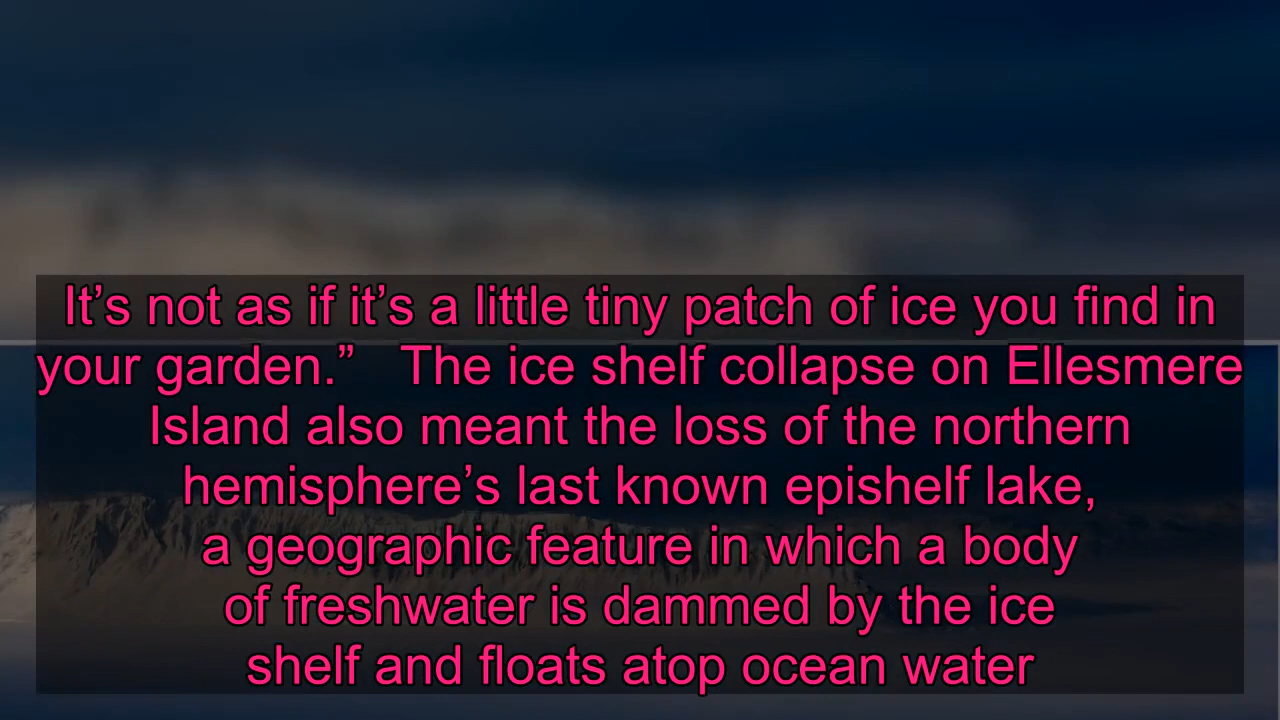 It’s not as if it’s a little tiny patch of ice you find in
your garden.”   The ice shelf collapse on Ellesmere
Island also meant the loss of the northern
hemisphere’s last known epishelf lake,
a geographic feature in which a body
of freshwater is dammed by the ice
shelf and floats atop ocean water